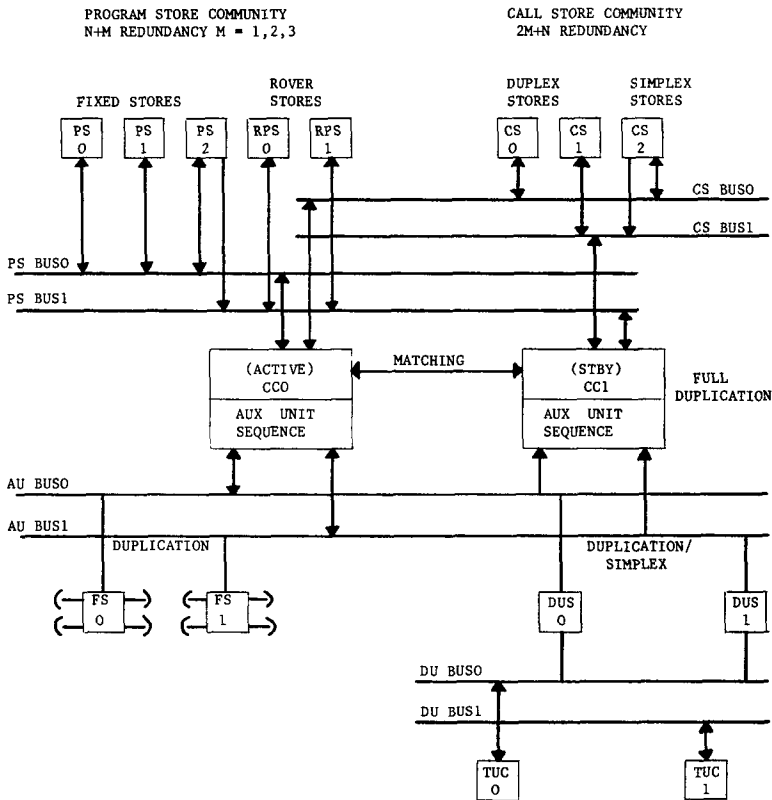 PROGRAM STORE COMMUNITY
N+M REDUNDANCY M = 1,2,3
CALL STORE COMMUNITY
2M+N REDUNDANCY
FIXED STORES
ROVER
STORES
DUPLEX
STORES
SIMPLEX
STORES
PS
0
PS
1
PS
2
RPS
0
RPS
1
CS
0
CS
1
CS
2
CS BUS0
CS BUS1
PS BUS0
PS BUS1
(ACTIVE)
CC0
AUX UNIT
SEQUENCE
MATCHING
(STBY)
CC1
AUX UNIT
SEQUENCE
FULL
DUPLICATION
AU BUS0
AU BUS1
DUPLICATION
DUPLICATION/
SIMPLEX
FS
0
FS
1
DUS
0
DUS
1
DU BUS0
DU BUS1
TUC
0
TUC
1